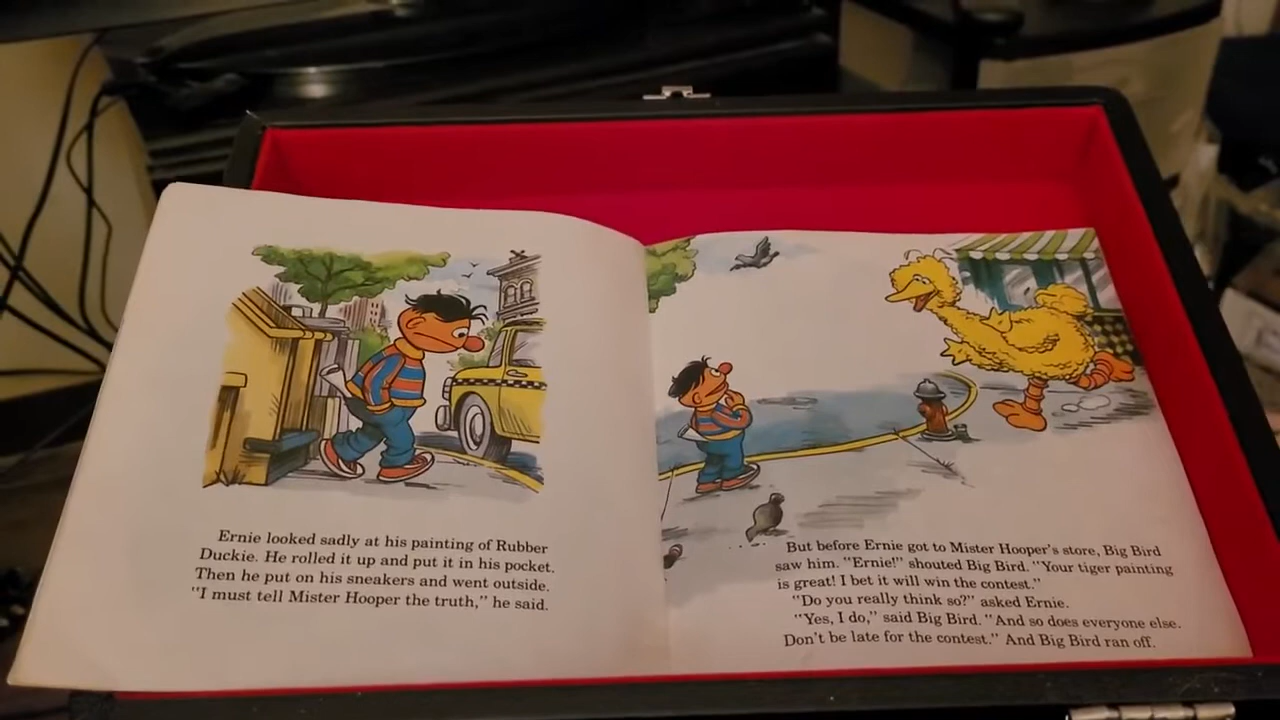 Ernie looked sadly at his painting of Rubber
Duckie. He rolled it up and put it in his pocket.
Then he put on his sneakers and went outside.
"I must tell Mister Hooper the truth," he said.
But before Ernie got to Mister Hooper's store, Big Bird
saw him. "Ernie!" shouted Big Bird. "Your tiger painting
is great! I bet it will win the contest."
"Do you really think so?" asked Ernie.
"Yes, I do," said Big Bird. "And so does everyone else.
Don't be late for the contest." And Big Bird ran off.